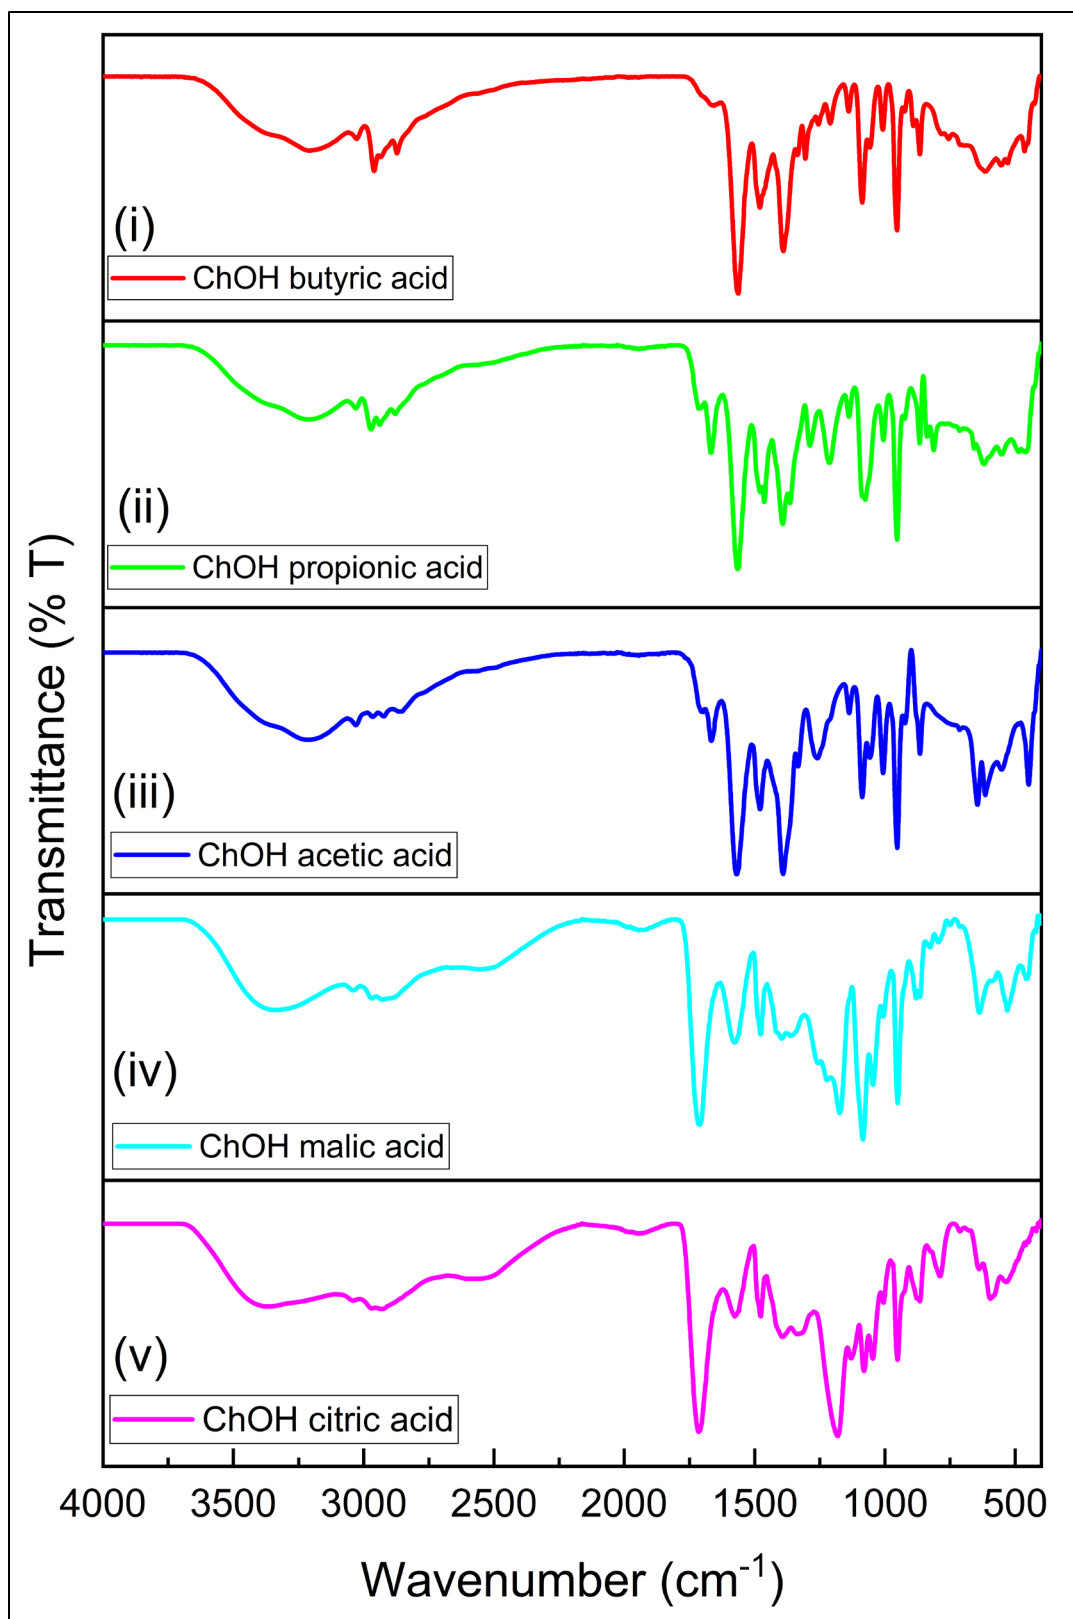 (i)
ChOH butyric acid
(ii)
ChOH propionic acid
(iii)
ChOH acetic acid
(iv)
ChOH malic acid
(v)
ChOH citric acid
Transmittance (% T)
4000 3500 3000 2500 2000 1500 1000 500
Wavenumber (cm⁻¹)